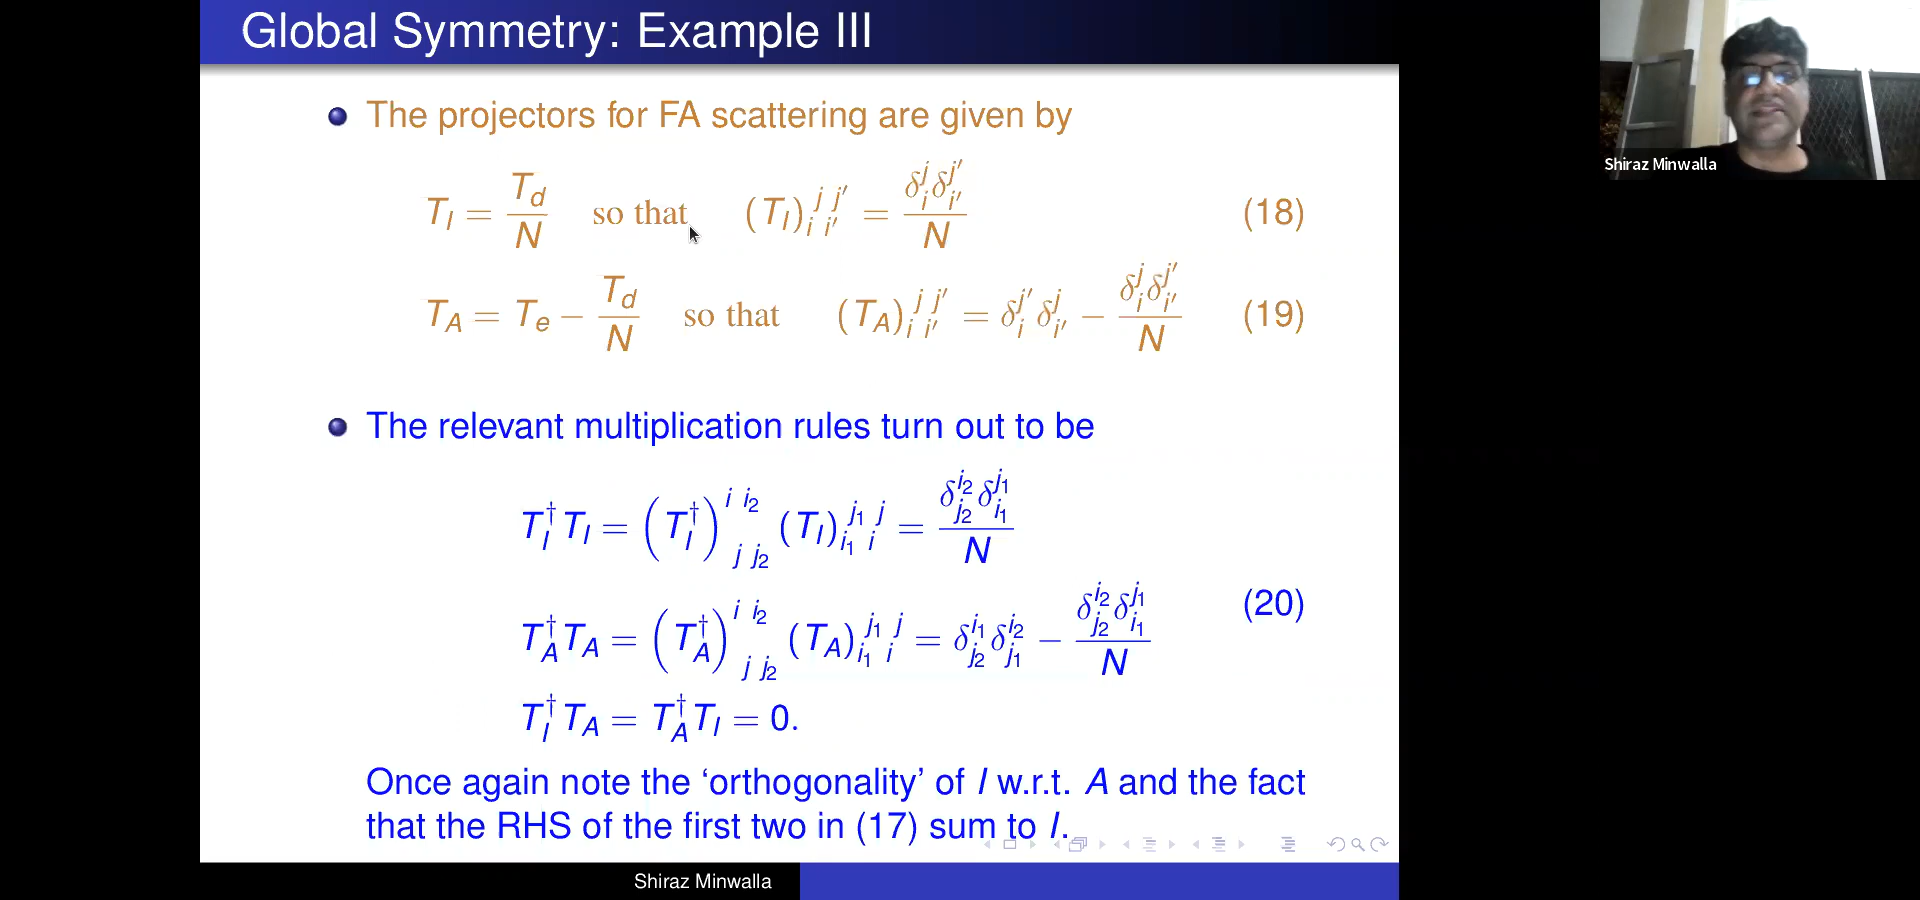 Global Symmetry: Example III
The projectors for FA scattering are given by
T_I = T_d / N so that (T_I)_i^j_{i'}^{j'} = δ_i^j δ_{i'}^{j'} / N (18)
T_A = T_e − T_d / N so that (T_A)_i^j_{i'}^{j'} = δ_i^{j'} δ_{i'}^j − δ_i^j δ_{i'}^{j'} / N (19)
The relevant multiplication rules turn out to be
T_I^† T_I = (T_I^†)^{i i_2}_{j j_2} (T_I)_{i_1 i}^{j_1 j} = δ_{j_2}^{i_2} δ_{i_1}^{j_1} / N
T_A^† T_A = (T_A^†)^{i i_2}_{j j_2} (T_A)_{i_1 i}^{j_1 j} = δ_{j_2}^{i_1} δ_{j_1}^{i_2} − δ_{j_2}^{i_2} δ_{i_1}^{j_1} / N (20)
T_I^† T_A = T_A^† T_I = 0.
Once again note the ‘orthogonality’ of I w.r.t. A and the fact
that the RHS of the first two in (17) sum to I.
Shiraz Minwalla
Shiraz Minwalla